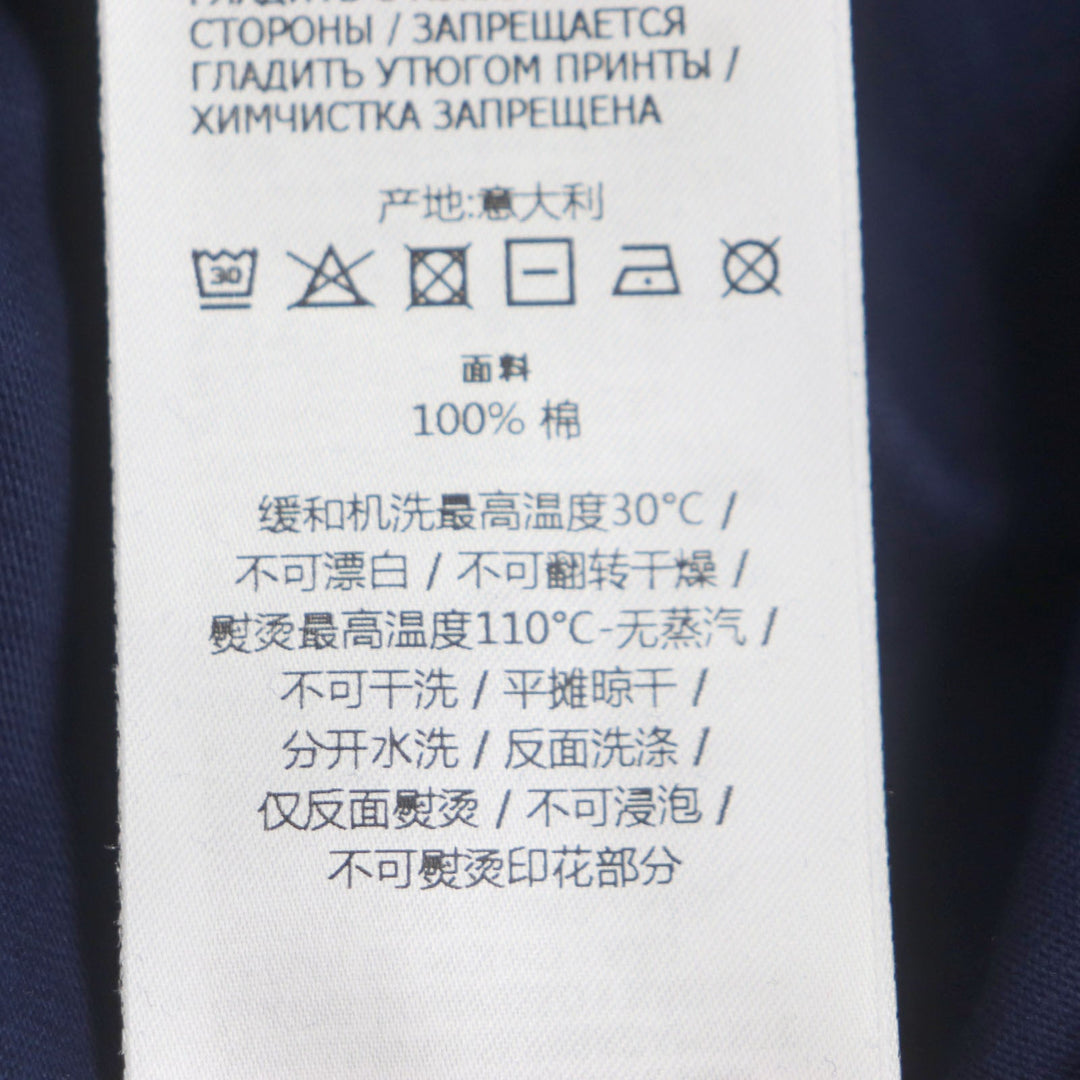 СТОРОНЫ / ЗАПРЕЩАЕТСЯ
ГЛАДИТЬ УТЮГОМ ПРИНТЫ /
ХИМЧИСТКА ЗАПРЕЩЕНА
产地:意大利
30
面料
100% 棉
缓和机洗最高温度30°C /
不可漂白 / 不可翻转干燥 /
熨烫最高温度110°C-无蒸汽 /
不可干洗 / 平摊晾干 /
分开水洗 / 反面洗涤 /
仅反面熨烫 / 不可浸泡 /
不可熨烫印花部分